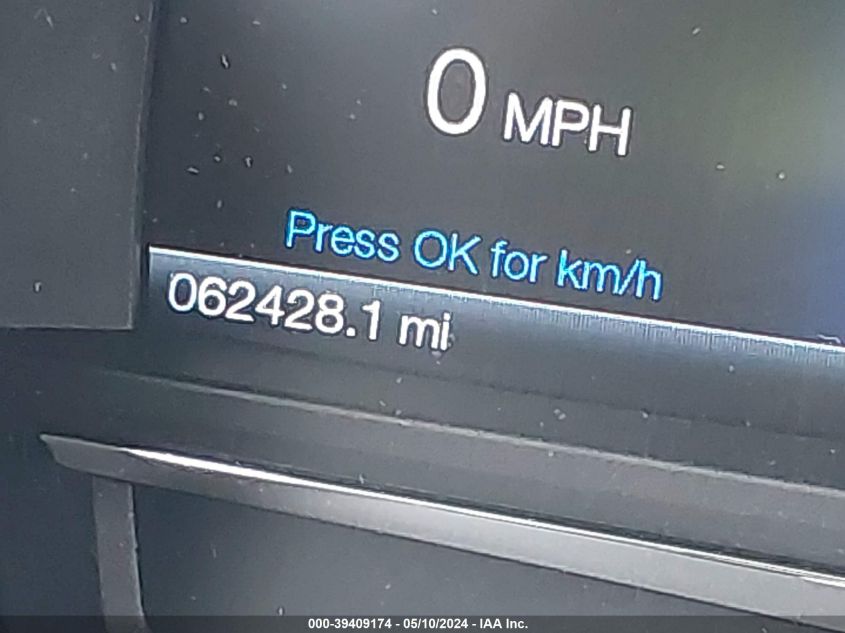 0 MPH
Press OK for km/h
062428.1 mi
000-39409174 - 05/10/2024 - IAA Inc.